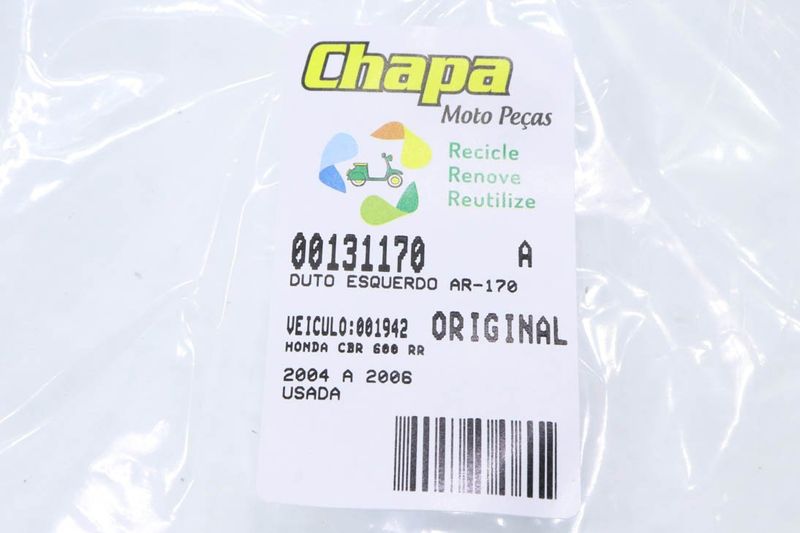 Chapa
Moto Peças
Recicle
Renove
Reutilize
00131170 A
DUTO ESQUERDO AR-170
VEICULO:001942 ORIGINAL
HONDA CBR 600 RR
2004 A 2006
USADA